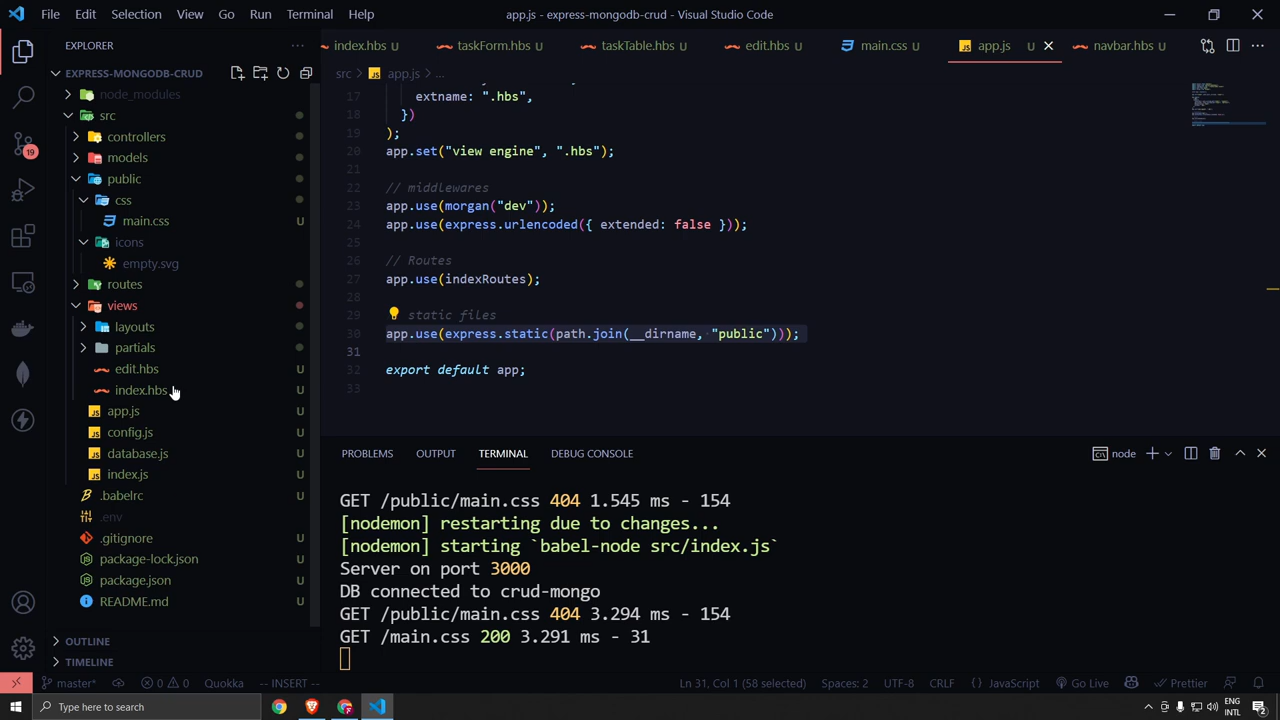 File Edit Selection View Go Run Terminal Help
app.js - express-mongodb-crud - Visual Studio Code
EXPLORER
index.hbs U
taskForm.hbs U
taskTable.hbs U
edit.hbs U
main.css U
app.js U
navbar.hbs U
EXPRESS-MONGODB-CRUD
src > app.js > ...
node_modules
src
controllers
models
public
css
main.css U
icons
empty.svg
routes
views
layouts
partials
edit.hbs U
index.hbs U
app.js U
config.js U
database.js U
index.js U
.babelrc U
.env
.gitignore U
package-lock.json U
package.json U
README.md U
OUTLINE
TIMELINE
19
17 extname: ".hbs",
18 })
19 );
20 app.set("view engine", ".hbs");
21
22 // middlewares
23 app.use(morgan("dev"));
24 app.use(express.urlencoded({ extended: false }));
25
26 // Routes
27 app.use(indexRoutes);
28
29 static files
30 app.use(express.static(path.join(__dirname, "public")));
31
32 export default app;
33
PROBLEMS OUTPUT TERMINAL DEBUG CONSOLE
node
GET /public/main.css 404 1.545 ms - 154
[nodemon] restarting due to changes...
[nodemon] starting `babel-node src/index.js`
Server on port 3000
DB connected to crud-mongo
GET /public/main.css 404 3.294 ms - 154
GET /main.css 200 3.291 ms - 31
master* 0 0 Quokka -- INSERT -- Ln 31, Col 1 (58 selected) Spaces: 2 UTF-8 CRLF {} JavaScript Go Live Prettier
Type here to search
ENG
INTL